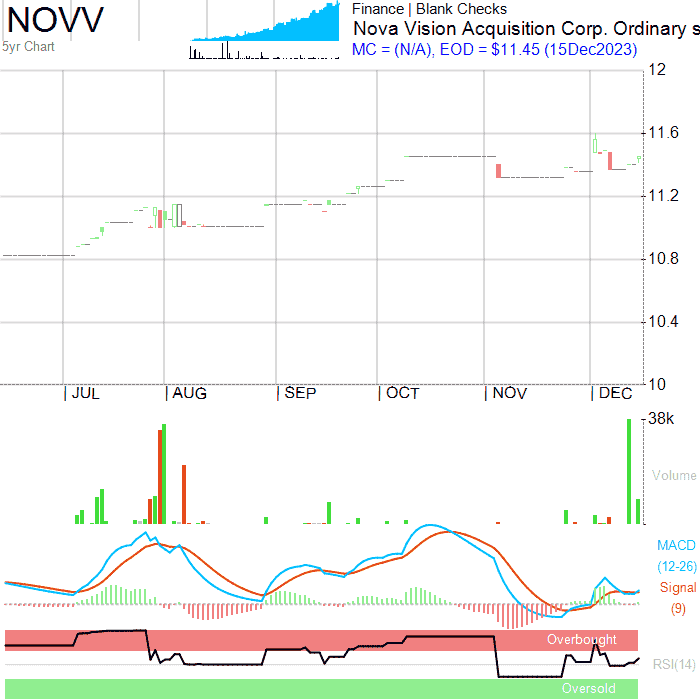 NOVV
5yr Chart
Finance | Blank Checks
Nova Vision Acquisition Corp. Ordinary s
MC = (N/A), EOD = $11.45 (15Dec2023)
12
11.6
11.2
10.8
10.4
10
| JUL | AUG | SEP | OCT | NOV | DEC
38k
Volume
MACD
(12-26)
Signal
(9)
Overbought
RSI(14)
Oversold